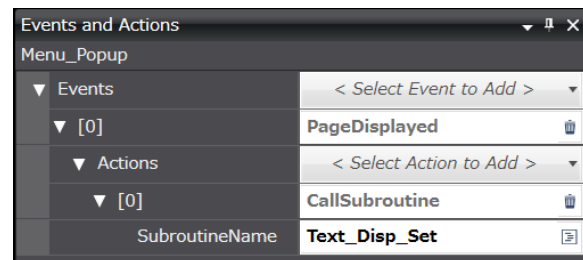 Events and Actions
Menu_Popup
Events < Select Event to Add >
[0] PageDisplayed
Actions < Select Action to Add >
[0] CallSubroutine
SubroutineName Text_Disp_Set